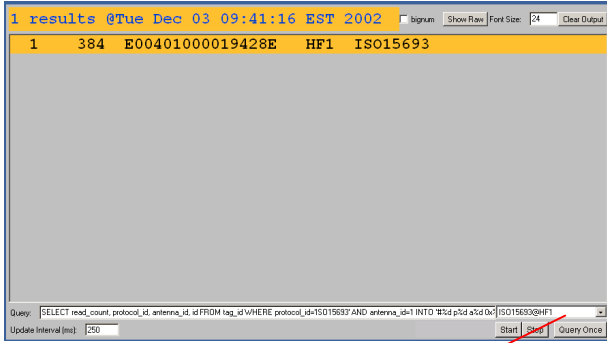 1 results @Tue Dec 03 09:41:16 EST 2002 bignum Show Raw Font Size: 24 Clear Output
1 384 E00401000019428E HF1 ISO15693
Query: SELECT read_count, protocol_id, antenna_id, id FROM tag_id WHERE protocol_id='ISO15693' AND antenna_id=1 INTO '#%d p%d a%d 0x% ISO15693@HF1
Update Interval (ms): 250 Start Stop Query Once